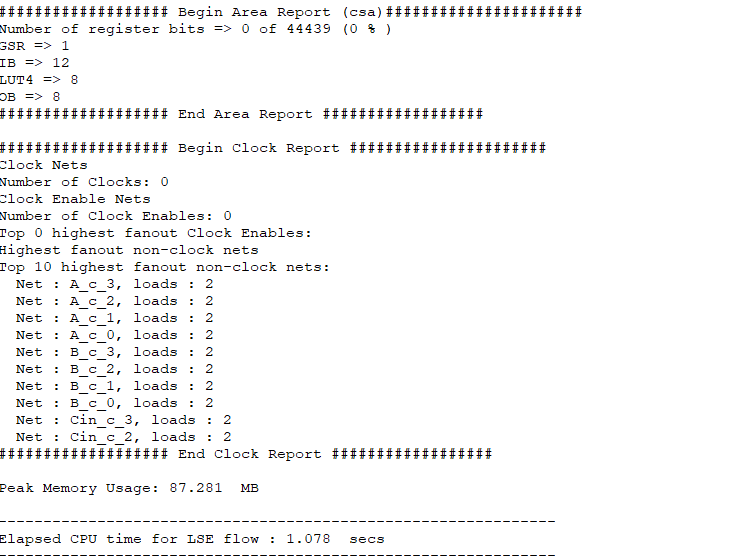 ################### Begin Area Report (csa)######################
Number of register bits => 0 of 44439 (0 % )
GSR => 1
IB => 12
LUT4 => 8
OB => 8
################### End Area Report ##################
################### Begin Clock Report ######################
Clock Nets
Number of Clocks: 0
Clock Enable Nets
Number of Clock Enables: 0
Top 0 highest fanout Clock Enables:
Highest fanout non-clock nets
Top 10 highest fanout non-clock nets:
  Net : A_c_3, loads : 2
  Net : A_c_2, loads : 2
  Net : A_c_1, loads : 2
  Net : A_c_0, loads : 2
  Net : B_c_3, loads : 2
  Net : B_c_2, loads : 2
  Net : B_c_1, loads : 2
  Net : B_c_0, loads : 2
  Net : Cin_c_3, loads : 2
  Net : Cin_c_2, loads : 2
################### End Clock Report ##################
Peak Memory Usage: 87.281  MB
--------------------------------------------------------------
Elapsed CPU time for LSE flow : 1.078  secs
--------------------------------------------------------------